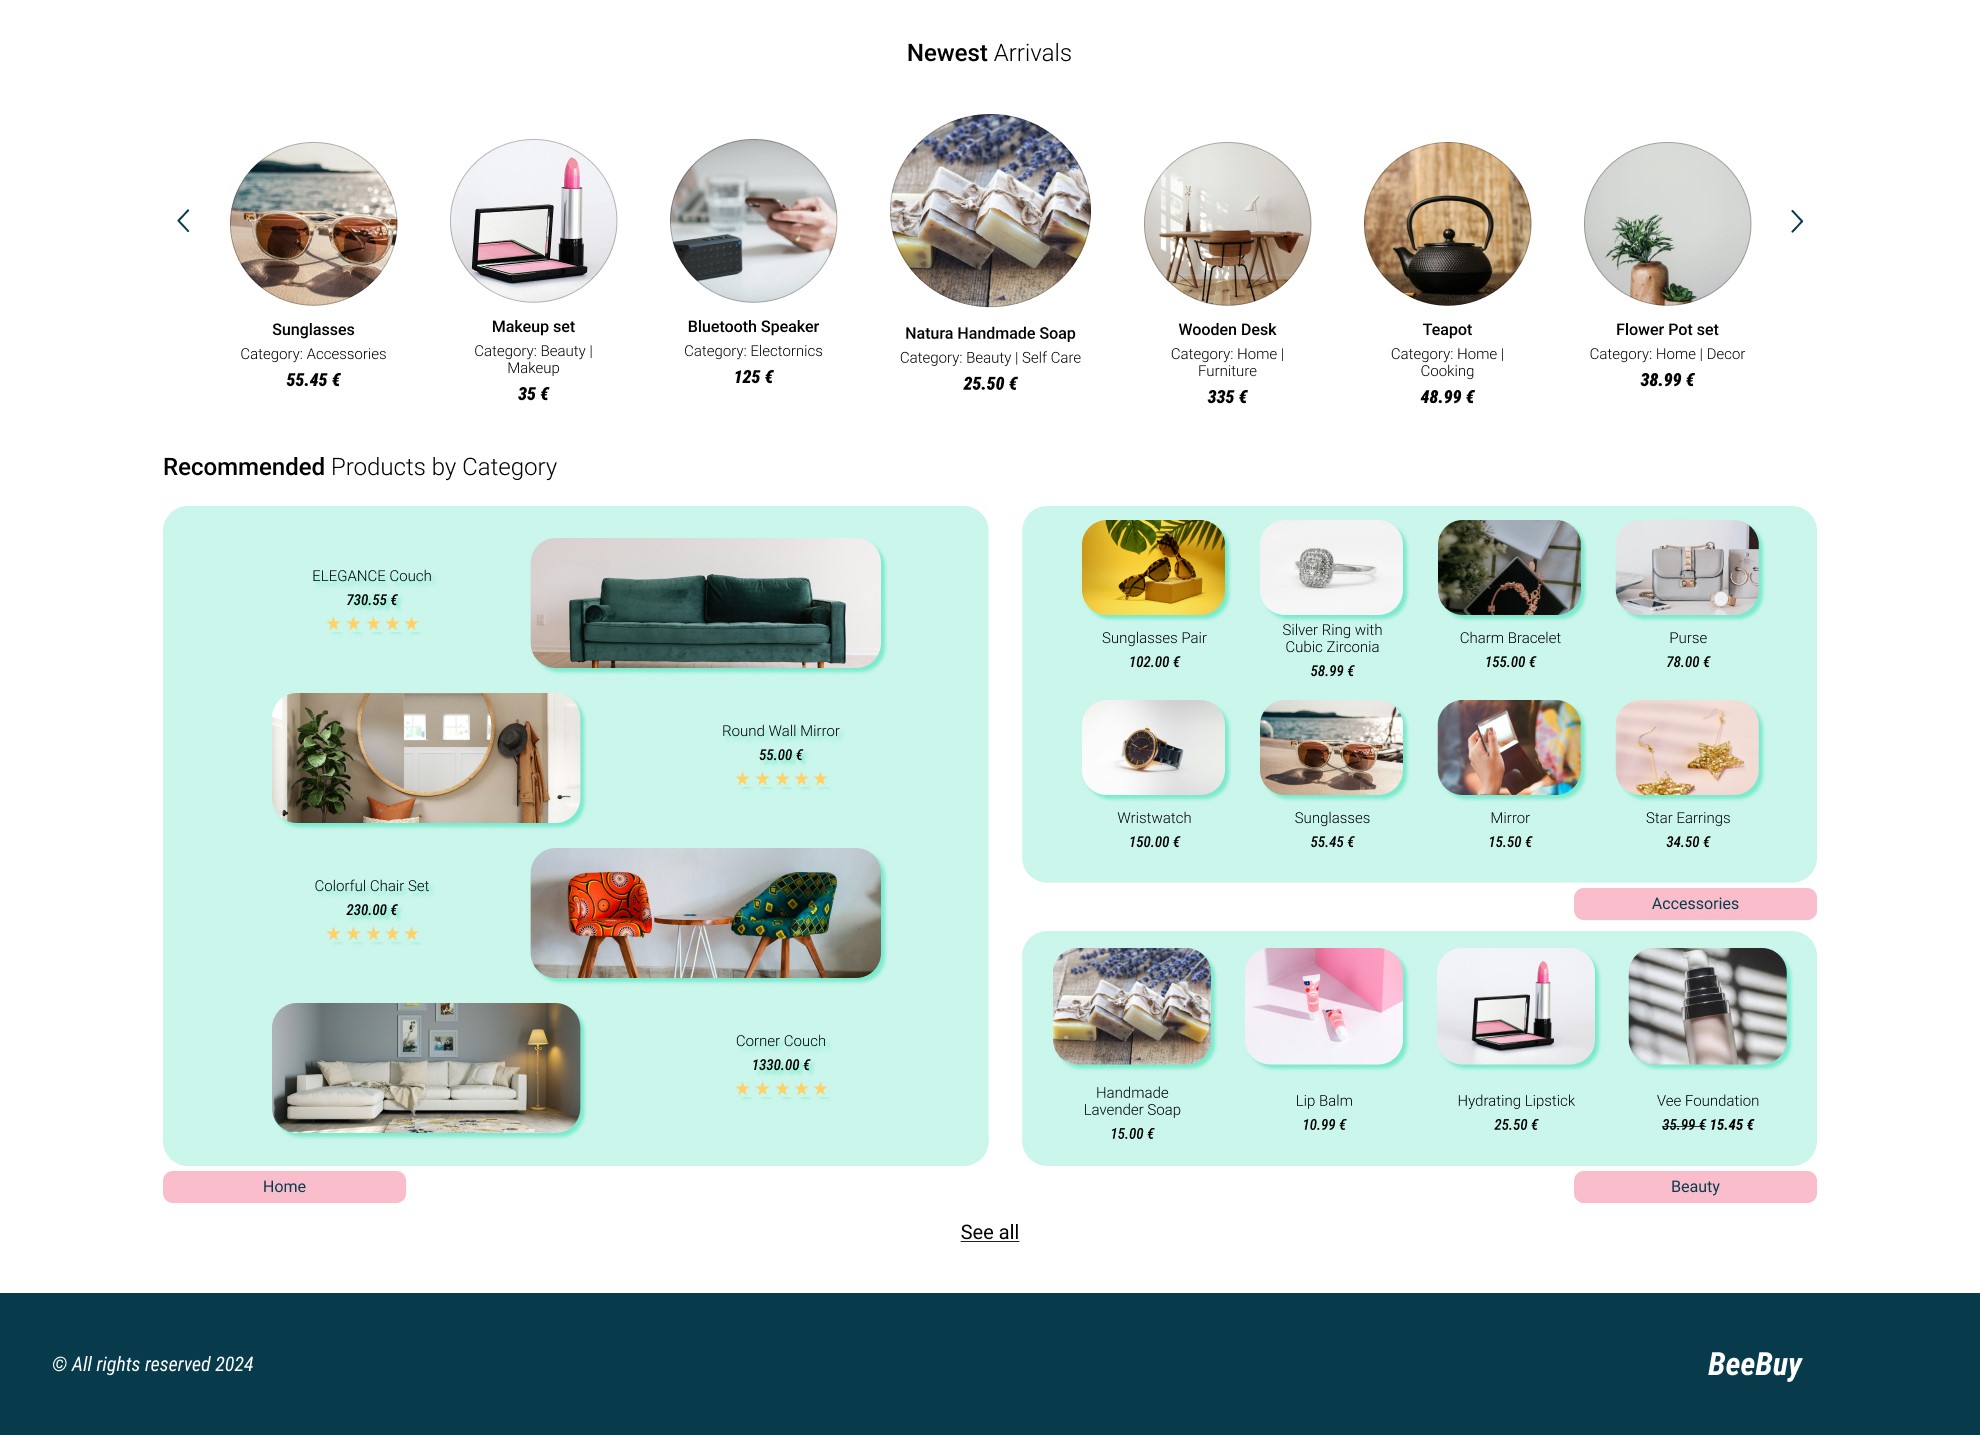 Newest Arrivals
Sunglasses
Category: Accessories
55.45 €
Makeup set
Category: Beauty |
Makeup
35 €
Bluetooth Speaker
Category: Electornics
125 €
Natura Handmade Soap
Category: Beauty | Self Care
25.50 €
Wooden Desk
Category: Home |
Furniture
335 €
Teapot
Category: Home |
Cooking
48.99 €
Flower Pot set
Category: Home | Decor
38.99 €
Recommended Products by Category
ELEGANCE Couch
730.55 €
Round Wall Mirror
55.00 €
Colorful Chair Set
230.00 €
Corner Couch
1330.00 €
Home
Sunglasses Pair
102.00 €
Silver Ring with
Cubic Zirconia
58.99 €
Charm Bracelet
155.00 €
Purse
78.00 €
Wristwatch
150.00 €
Sunglasses
55.45 €
Mirror
15.50 €
Star Earrings
34.50 €
Accessories
Handmade
Lavender Soap
15.00 €
Lip Balm
10.99 €
Hydrating Lipstick
25.50 €
Vee Foundation
35.99 € 15.45 €
Beauty
See all
© All rights reserved 2024
BeeBuy